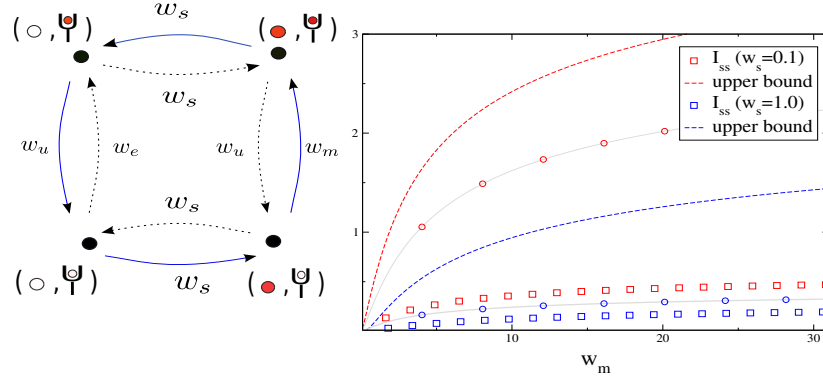 ( , ) w_s ( , )
w_s
w_u w_e w_u w_m
w_s
( , ) w_s ( , )
3
2
1
10 20 30
w_m
I_ss (w_s=0.1)
upper bound
I_ss (w_s=1.0)
upper bound